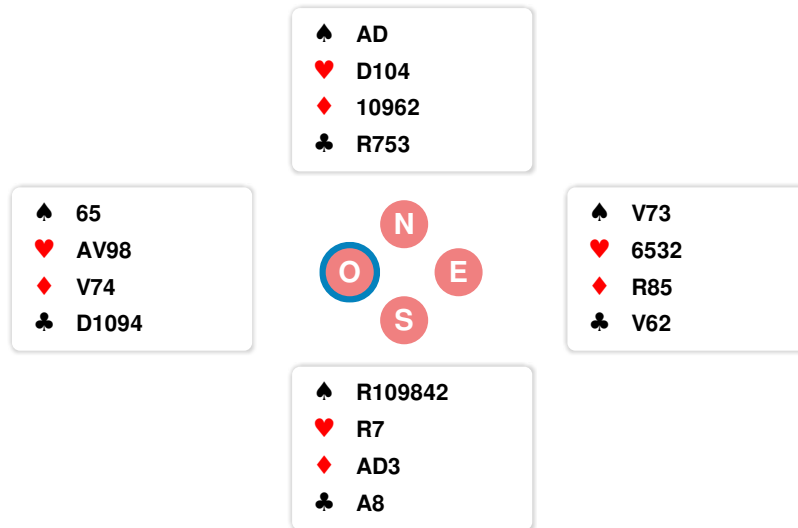 ♠ AD
♥ D104
♦ 10962
♣ R753
♠ 65
♥ AV98
♦ V74
♣ D1094
N
O
E
S
♠ V73
♥ 6532
♦ R85
♣ V62
♠ R109842
♥ R7
♦ AD3
♣ A8